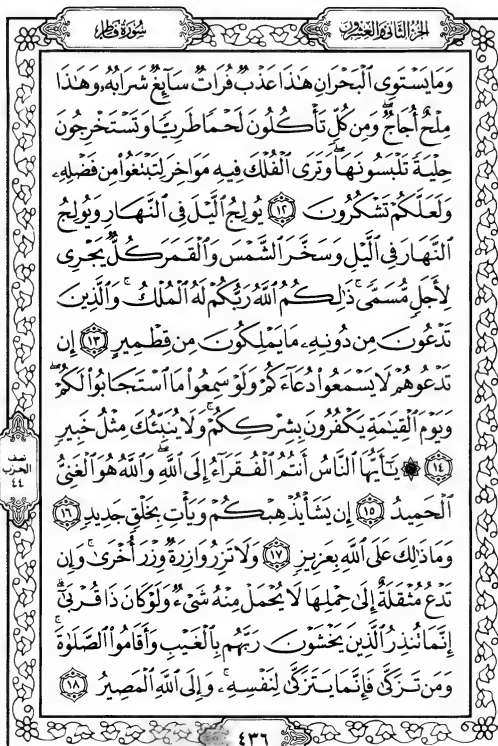 الجزء الثاني والعشرون
سورة فاطر
وَمَا يَسْتَوِى ٱلْبَحْرَانِ هَٰذَا عَذْبٌ فُرَاتٌ سَآئِغٌ شَرَابُهُۥ وَهَٰذَا
مِلْحٌ أُجَاجٌ ۖ وَمِن كُلٍّ تَأْكُلُونَ لَحْمًا طَرِيًّا وَتَسْتَخْرِجُونَ
حِلْيَةً تَلْبَسُونَهَا ۖ وَتَرَى ٱلْفُلْكَ فِيهِ مَوَاخِرَ لِتَبْتَغُوا۟ مِن فَضْلِهِۦ
وَلَعَلَّكُمْ تَشْكُرُونَ ١٢ يُولِجُ ٱلَّيْلَ فِى ٱلنَّهَارِ وَيُولِجُ
ٱلنَّهَارَ فِى ٱلَّيْلِ وَسَخَّرَ ٱلشَّمْسَ وَٱلْقَمَرَ كُلٌّ يَجْرِى
لِأَجَلٍ مُّسَمًّى ۚ ذَٰلِكُمُ ٱللَّهُ رَبُّكُمْ لَهُ ٱلْمُلْكُ ۚ وَٱلَّذِينَ
تَدْعُونَ مِن دُونِهِۦ مَا يَمْلِكُونَ مِن قِطْمِيرٍ ١٣ إِن
تَدْعُوهُمْ لَا يَسْمَعُوا۟ دُعَآءَكُمْ وَلَوْ سَمِعُوا۟ مَا ٱسْتَجَابُوا۟ لَكُمْ ۖ
وَيَوْمَ ٱلْقِيَٰمَةِ يَكْفُرُونَ بِشِرْكِكُمْ ۚ وَلَا يُنَبِّئُكَ مِثْلُ خَبِيرٍ
١٤ ۞ يَٰٓأَيُّهَا ٱلنَّاسُ أَنتُمُ ٱلْفُقَرَآءُ إِلَى ٱللَّهِ ۖ وَٱللَّهُ هُوَ ٱلْغَنِىُّ
ٱلْحَمِيدُ ١٥ إِن يَشَأْ يُذْهِبْكُمْ وَيَأْتِ بِخَلْقٍ جَدِيدٍ ١٦
وَمَا ذَٰلِكَ عَلَى ٱللَّهِ بِعَزِيزٍ ١٧ وَلَا تَزِرُ وَازِرَةٌ وِزْرَ أُخْرَىٰ ۚ وَإِن
تَدْعُ مُثْقَلَةٌ إِلَىٰ حِمْلِهَا لَا يُحْمَلْ مِنْهُ شَىْءٌ وَلَوْ كَانَ ذَا قُرْبَىٰٓ ۗ
إِنَّمَا تُنذِرُ ٱلَّذِينَ يَخْشَوْنَ رَبَّهُم بِٱلْغَيْبِ وَأَقَامُوا۟ ٱلصَّلَوٰةَ ۚ
وَمَن تَزَكَّىٰ فَإِنَّمَا يَتَزَكَّىٰ لِنَفْسِهِۦ ۚ وَإِلَى ٱللَّهِ ٱلْمَصِيرُ ١٨
نصف
الحزب
٤٤
٤٣٦